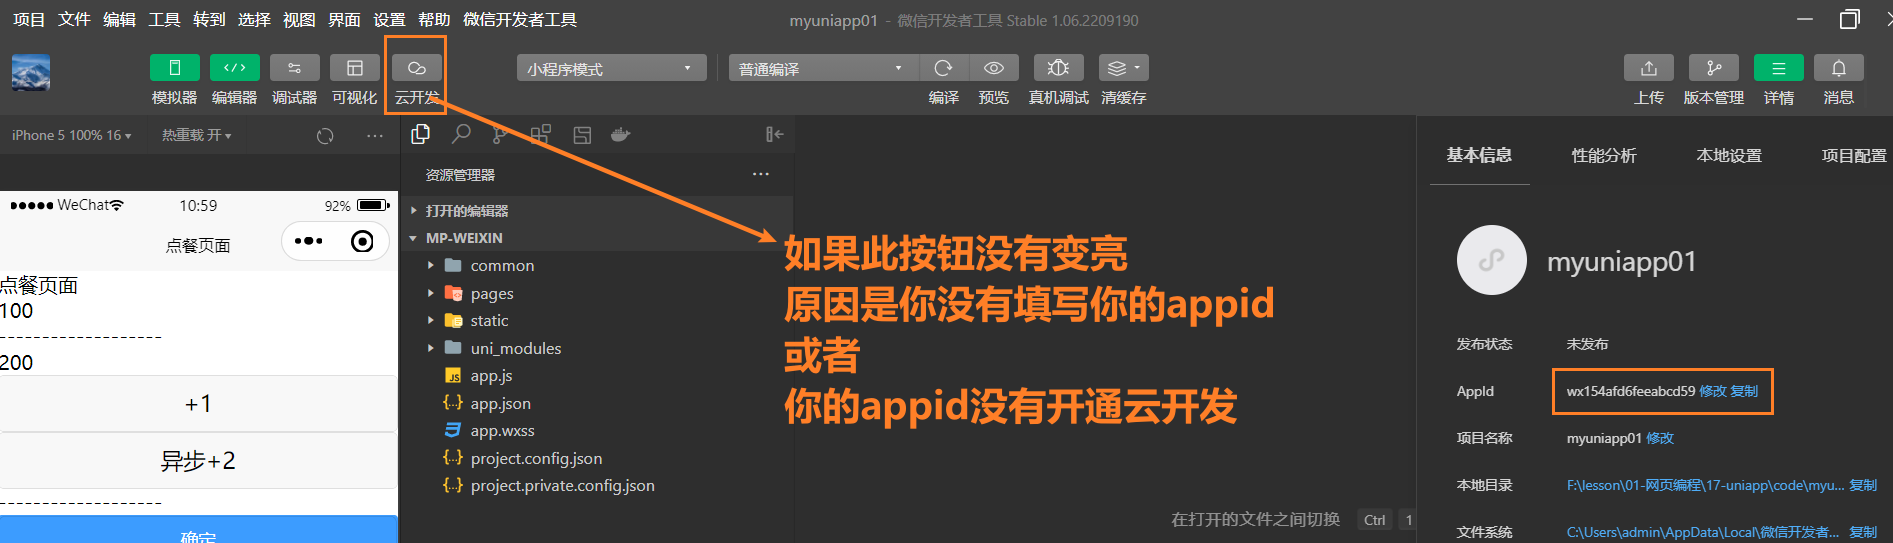 项目 文件 编辑 工具 转到 选择 视图 界面 设置 帮助 微信开发者工具
myuniapp01 - 微信开发者工具 Stable 1.06.2209190
小程序模式
普通编译
模拟器 编辑器 调试器 可视化 云开发
编译 预览 真机调试 清缓存
上传 版本管理 详情 消息
iPhone 5 100% 16
热重载 开
WeChat
10:59
92%
点餐页面
点餐页面
100
-------------------
200
+1
异步+2
-------------------
确定
资源管理器
打开的编辑器
MP-WEIXIN
common
pages
static
uni_modules
app.js
app.json
app.wxss
project.config.json
project.private.config.json
如果此按钮没有变亮
原因是你没有填写你的appid
或者
你的appid没有开通云开发
在打开的文件之间切换 Ctrl 1
基本信息 性能分析 本地设置 项目配置
myuniapp01
发布状态 未发布
AppId wx154afd6feeabcd59 修改 复制
项目名称 myuniapp01 修改
本地目录 F:\lesson\01-网页编程\17-uniapp\code\myu... 复制
文件系统 C:\Users\admin\AppData\Local\微信开发者... 复制